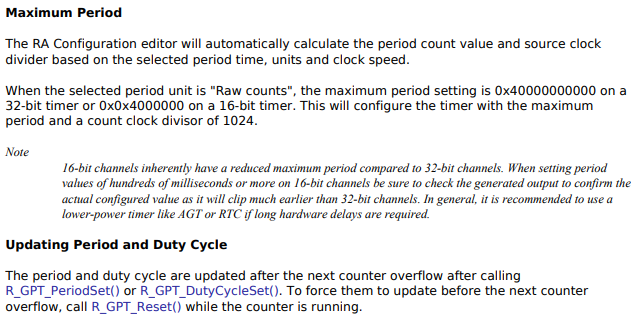 Maximum Period
The RA Configuration editor will automatically calculate the period count value and source clock
divider based on the selected period time, units and clock speed.
When the selected period unit is "Raw counts", the maximum period setting is 0x40000000000 on a
32-bit timer or 0x0x4000000 on a 16-bit timer. This will configure the timer with the maximum
period and a count clock divisor of 1024.
Note
16-bit channels inherently have a reduced maximum period compared to 32-bit channels. When setting period
values of hundreds of milliseconds or more on 16-bit channels be sure to check the generated output to confirm the
actual configured value as it will clip much earlier than 32-bit channels. In general, it is recommended to use a
lower-power timer like AGT or RTC if long hardware delays are required.
Updating Period and Duty Cycle
The period and duty cycle are updated after the next counter overflow after calling
R_GPT_PeriodSet() or R_GPT_DutyCycleSet(). To force them to update before the next counter
overflow, call R_GPT_Reset() while the counter is running.